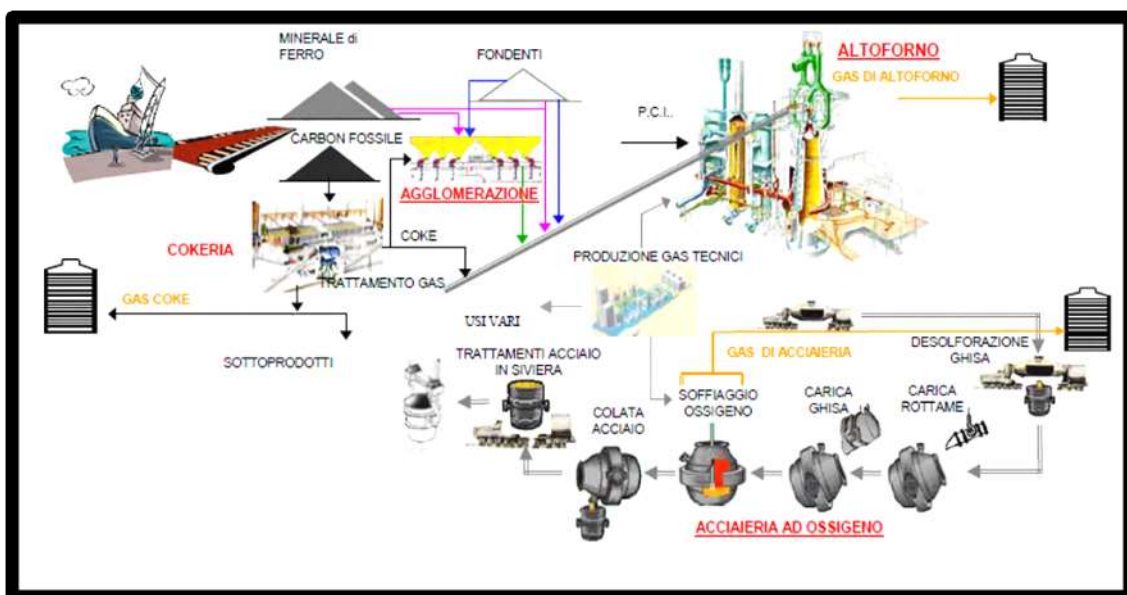 MINERALE di
FERRO
FONDENTI
ALTOFORNO
GAS DI ALTOFORNO
P.C.I..
CARBON FOSSILE
AGGLOMERAZIONE
COKERIA
COKE
TRATTAMENTO GAS
PRODUZIONE GAS TECNICI
GAS COKE
USI VARI
SOTTOPRODOTTI
TRATTAMENTI ACCIAIO
IN SIVIERA
GAS DI ACCIAIERIA
DESOLFORAZIONE
GHISA
SOFFIAGGIO
OSSIGENO
CARICA
GHISA
CARICA
ROTTAME
COLATA
ACCIAIO
ACCIAIERIA AD OSSIGENO